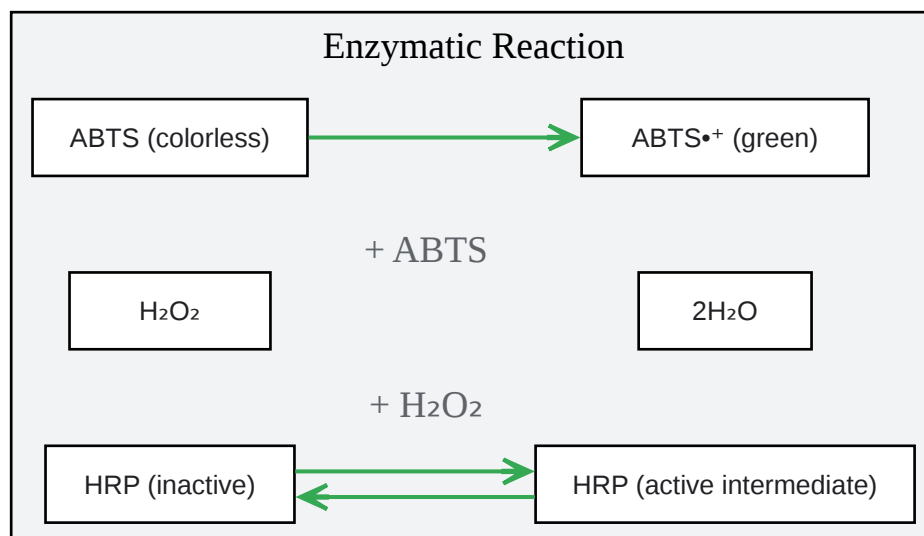 Enzymatic Reaction
ABTS (colorless)
ABTS•⁺ (green)
+ ABTS
H₂O₂
2H₂O
+ H₂O₂
HRP (inactive)
HRP (active intermediate)